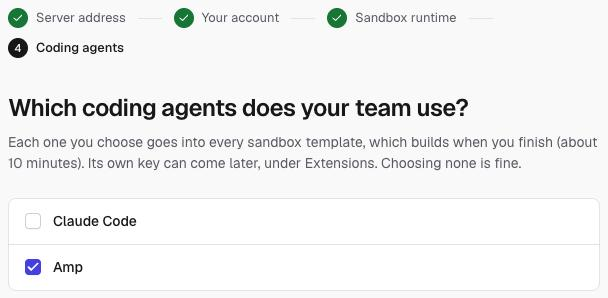 Server address
Your account
Sandbox runtime
4 Coding agents
Which coding agents does your team use?
Each one you choose goes into every sandbox template, which builds when you finish (about
10 minutes). Its own key can come later, under Extensions. Choosing none is fine.
Claude Code
Amp